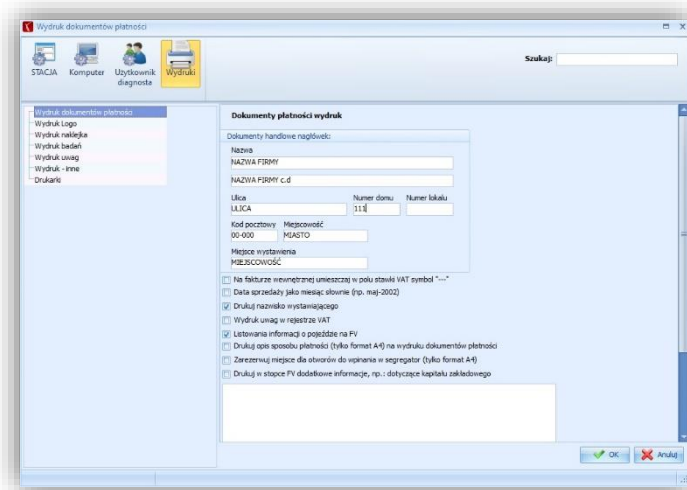 Wydruk dokumentów płatności
Szukaj:
STACJA Komputer Użytkownik diagnosta Wydruki
Wydruk dokumentów płatności
Wydruk Logo
Wydruk naklejka
Wydruk badań
Wydruk uwag
Wydruk - inne
Drukarki
Dokumenty płatności wydruk
Dokumenty handlowe nagłówek:
Nazwa
NAZWA FIRMY
NAZWA FIRMY c.d
Ulica Numer domu Numer lokalu
ULICA 111
Kod pocztowy Miejscowość
00-000 MIASTO
Miejsce wystawienia
MIEJSCOWOŚĆ
Na fakturze wewnętrznej umieszczaj w polu stawki VAT symbol "---"
Data sprzedaży jako miesiąc słownie (np. maj-2002)
Drukuj nazwisko wystawiającego
Wydruk uwag w rejestrze VAT
Listowania informacji o pojeździe na FV
Drukuj opis sposobu płatności (tylko format A4) na wydruku dokumentów płatności
Zarezerwuj miejsce dla otworów do wpinania w segregator (tylko format A4)
Drukuj w stopce FV dodatkowe informacje, np.: dotyczące kapitału zakładowego
OK Anuluj